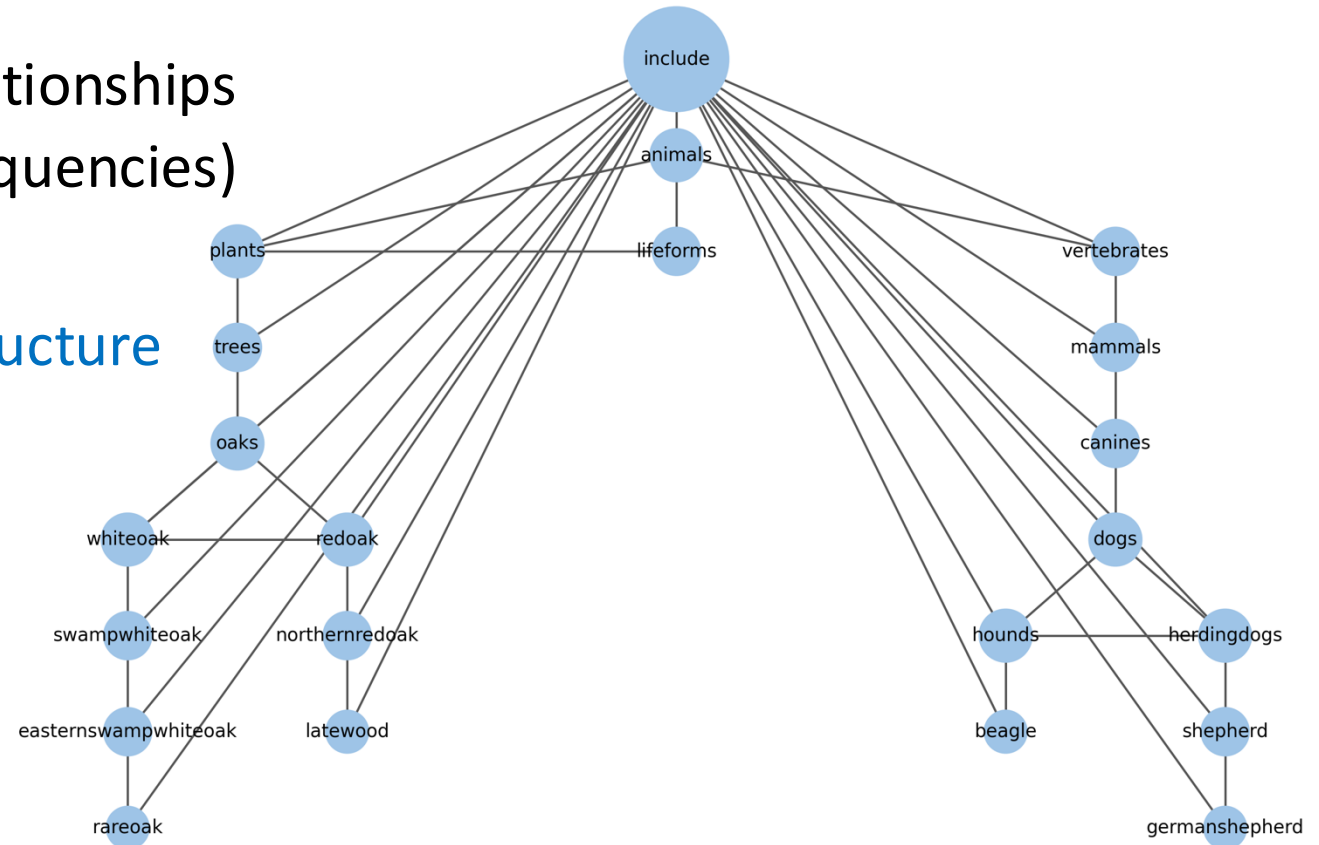 include
tionships
animals
quencies)
plants
lifeforms
vertebrates
ucture
trees
mammals
oaks
canines
whiteoak
redoak
dogs
swampwhiteoak
northernredoak
hounds
herdingdogs
easternswampwhiteoak
latewood
beagle
shepherd
rareoak
germanshepherd